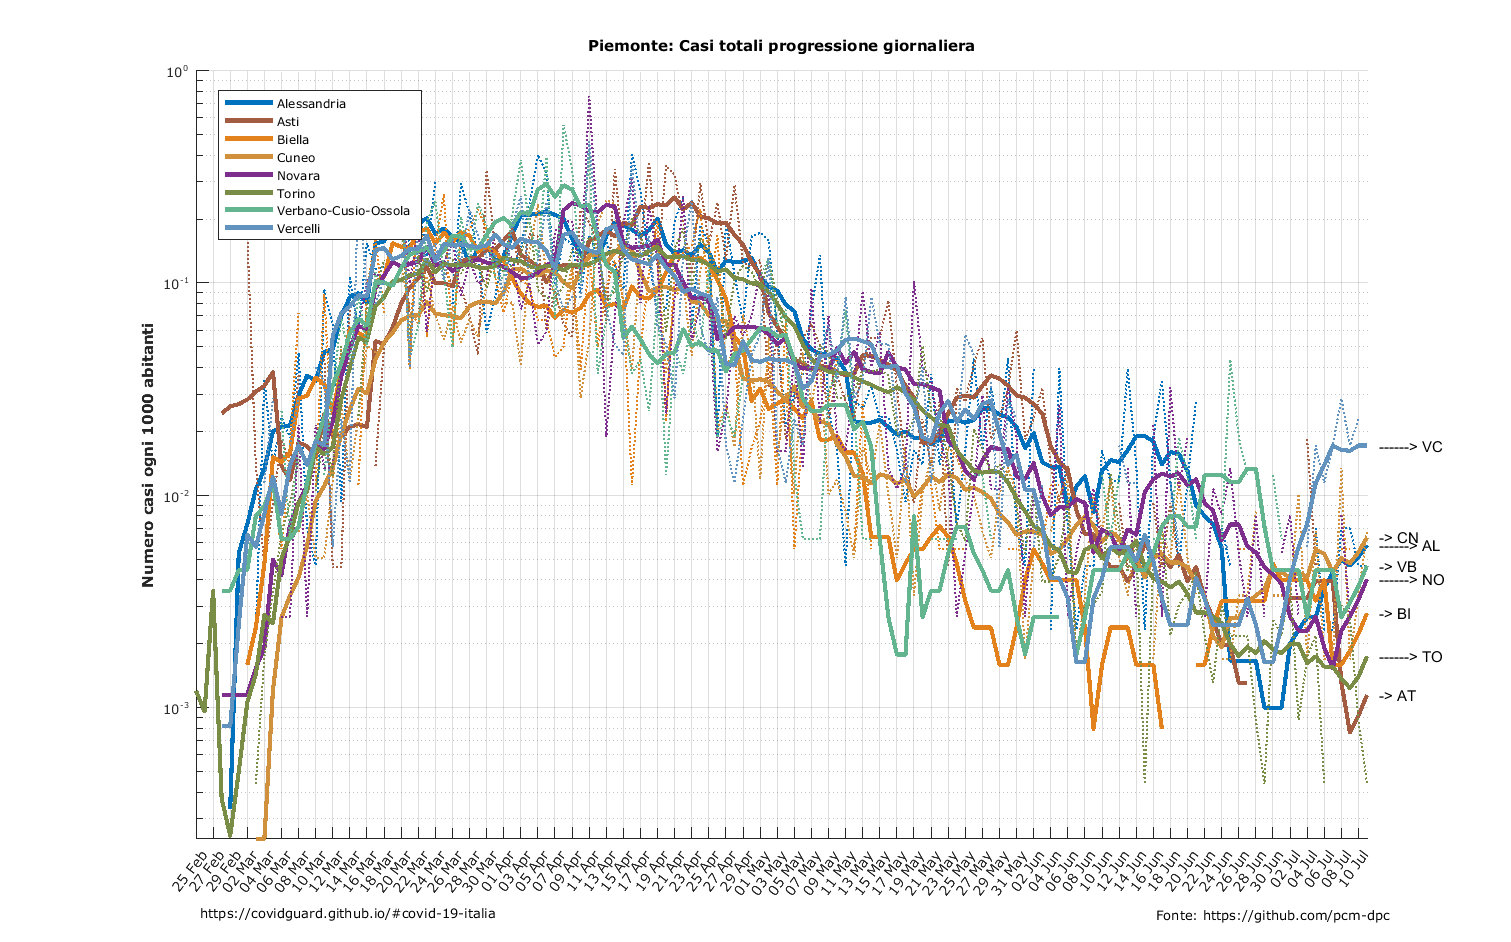 Piemonte: Casi totali progressione giornaliera
Numero casi ogni 1000 abitanti
10⁰
10⁻¹
10⁻²
10⁻³
Alessandria
Asti
Biella
Cuneo
Novara
Torino
Verbano-Cusio-Ossola
Vercelli
------> VC
-> CN
------> AL
-> VB
------> NO
-> BI
------> TO
-> AT
25 Feb
27 Feb
29 Feb
02 Mar
04 Mar
06 Mar
08 Mar
10 Mar
12 Mar
14 Mar
16 Mar
18 Mar
20 Mar
22 Mar
24 Mar
26 Mar
28 Mar
30 Mar
01 Apr
03 Apr
05 Apr
07 Apr
09 Apr
11 Apr
13 Apr
15 Apr
17 Apr
19 Apr
21 Apr
23 Apr
25 Apr
27 Apr
29 Apr
01 May
03 May
05 May
07 May
09 May
11 May
13 May
15 May
17 May
19 May
21 May
23 May
25 May
27 May
29 May
31 May
02 Jun
04 Jun
06 Jun
08 Jun
10 Jun
12 Jun
14 Jun
16 Jun
18 Jun
20 Jun
22 Jun
24 Jun
26 Jun
28 Jun
30 Jun
02 Jul
04 Jul
06 Jul
08 Jul
10 Jul
https://covidguard.github.io/#covid-19-italia
Fonte: https://github.com/pcm-dpc